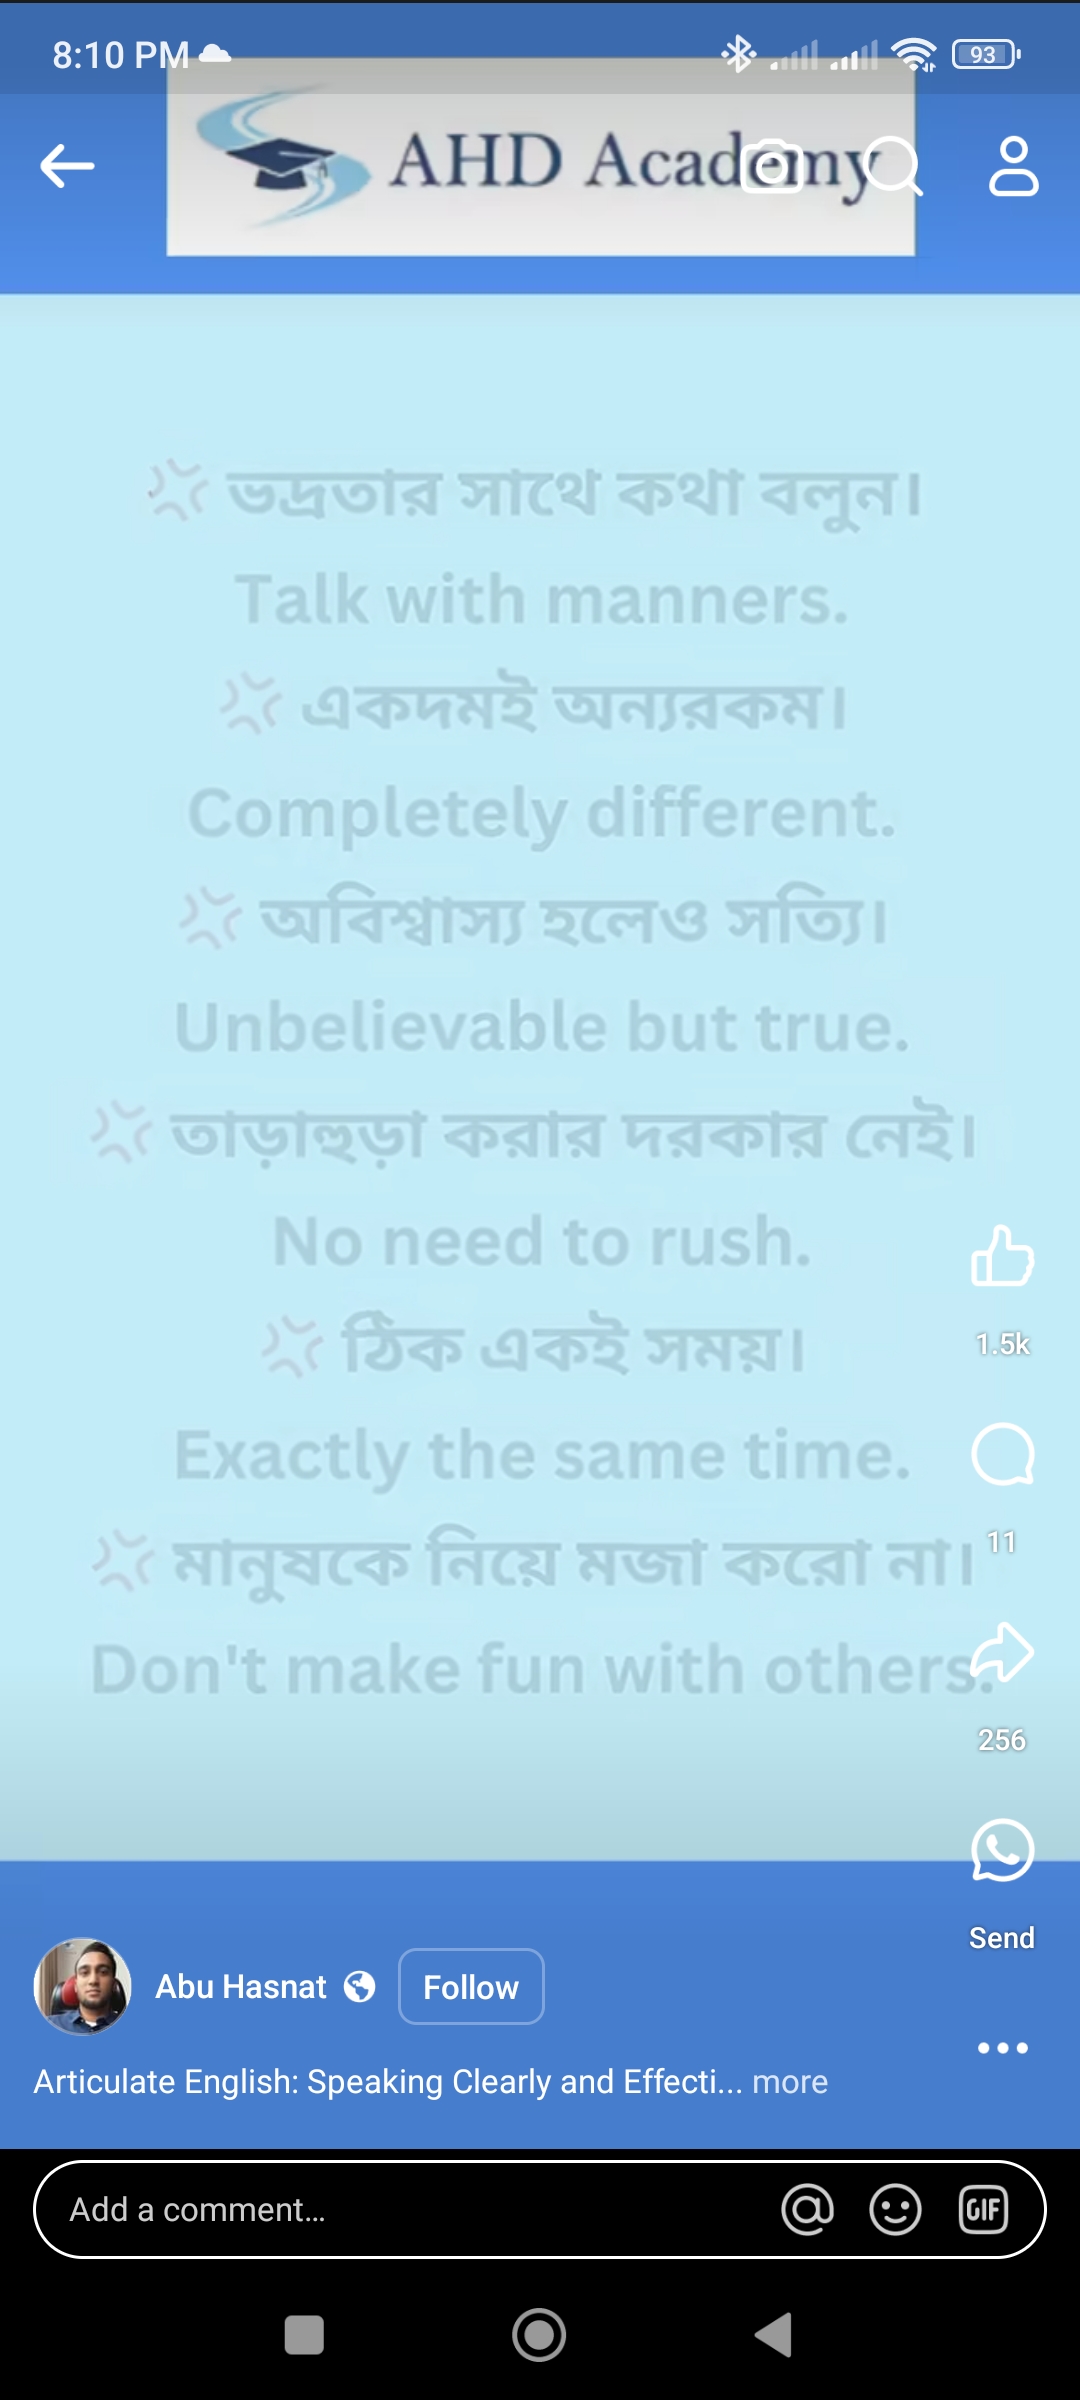 8:10 PM
93
AHD Academy
ভদ্রতার সাথে কথা বলুন।
Talk with manners.
একদমই অন্যরকম।
Completely different.
অবিশ্বাস্য হলেও সত্যি।
Unbelievable but true.
তাড়াহুড়া করার দরকার নেই।
No need to rush.
ঠিক একই সময়।
Exactly the same time.
মানুষকে নিয়ে মজা করো না।
Don't make fun with others.
1.5k
11
256
Send
Abu Hasnat
Follow
Articulate English: Speaking Clearly and Effecti... more
Add a comment...
GIF